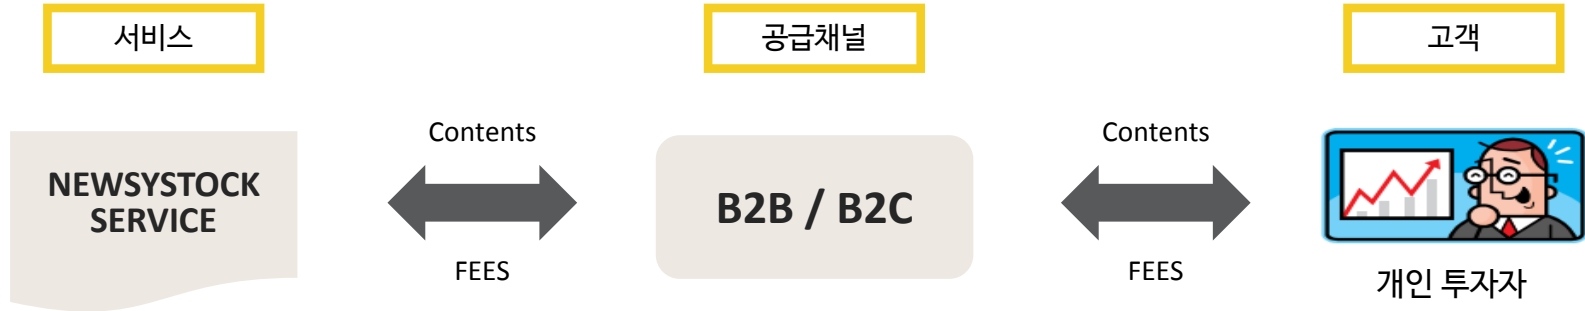 서비스
공급채널
고객
NEWSYSTOCK
SERVICE
Contents
FEES
B2B / B2C
Contents
FEES
개인 투자자